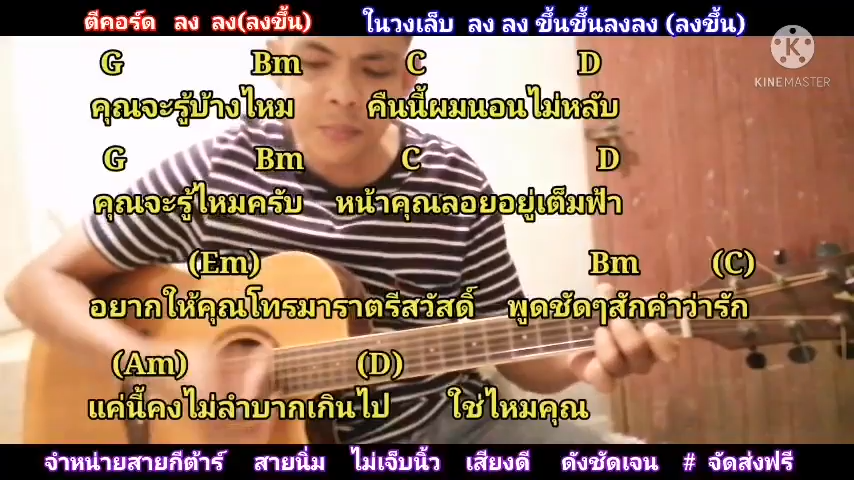 ตีคอร์ด ลง ลง(ลงขึ้น) ในวงเล็บ ลง ลง ขึ้นขึ้นลงลง (ลงขึ้น)
KINEMASTER
G Bm C D
คุณจะรู้บ้างไหม คืนนี้ผมนอนไม่หลับ
G Bm C D
คุณจะรู้ไหมครับ หน้าคุณลอยอยู่เต็มฟ้า
(Em) Bm (C)
อยากให้คุณโทรมาราตรีสวัสดิ์ พูดชัดๆสักคำว่ารัก
(Am) (D)
แค่นี้คงไม่ลำบากเกินไป ใช่ไหมคุณ
จำหน่ายสายกีต้าร์ สายนิ่ม ไม่เจ็บนิ้ว เสียงดี ดังชัดเจน # จัดส่งฟรี